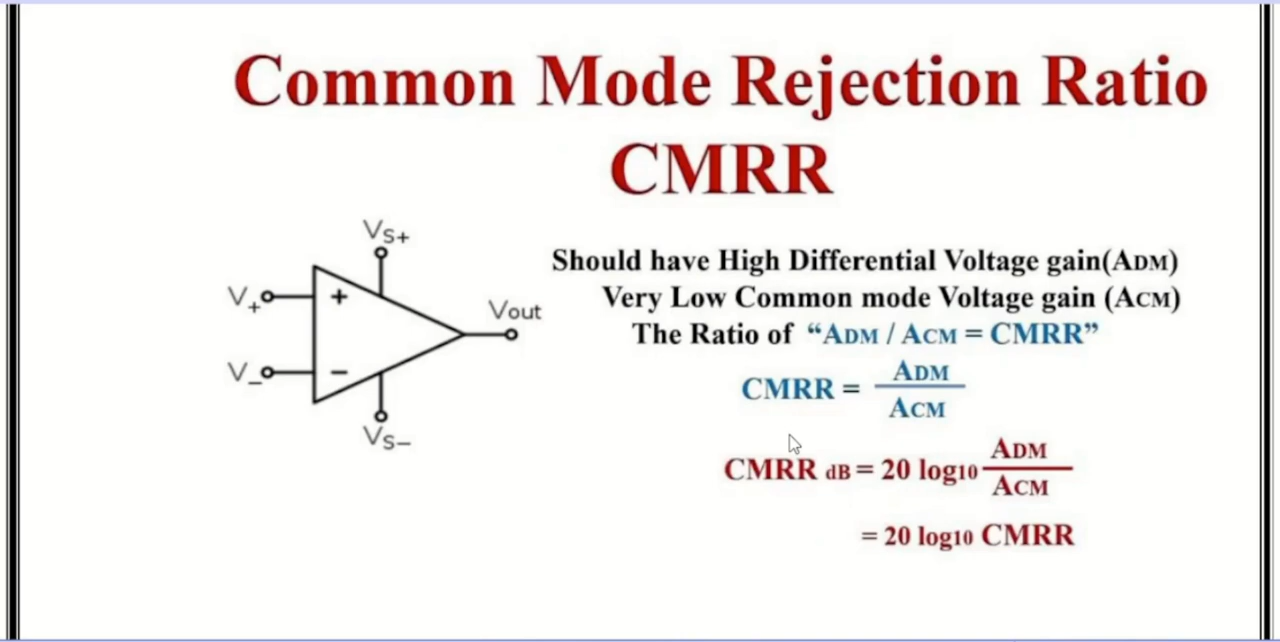 Common Mode Rejection Ratio
CMRR
VS+
V+
+
Vout
V_
−
VS−
Should have High Differential Voltage gain(ADM)
Very Low Common mode Voltage gain (ACM)
The Ratio of “ADM / ACM = CMRR”
CMRR = ADM / ACM
CMRR dB = 20 log10 ADM / ACM
= 20 log10 CMRR